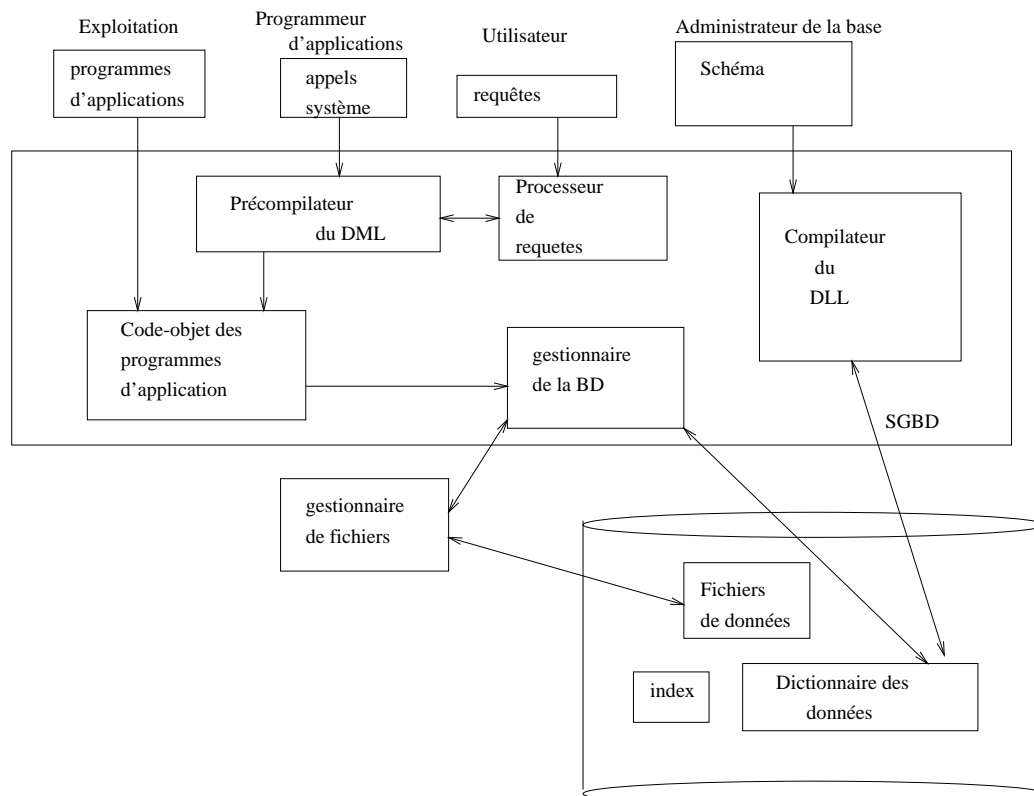 Exploitation
Programmeur
d'applications
Utilisateur
Administrateur de la base
programmes
d'applications
appels
système
requêtes
Schéma
Précompilateur
du DML
Processeur
de
requetes
Compilateur
du
DLL
Code-objet des
programmes
d'application
gestionnaire
de la BD
SGBD
gestionnaire
de fichiers
Fichiers
de données
index
Dictionnaire des
données